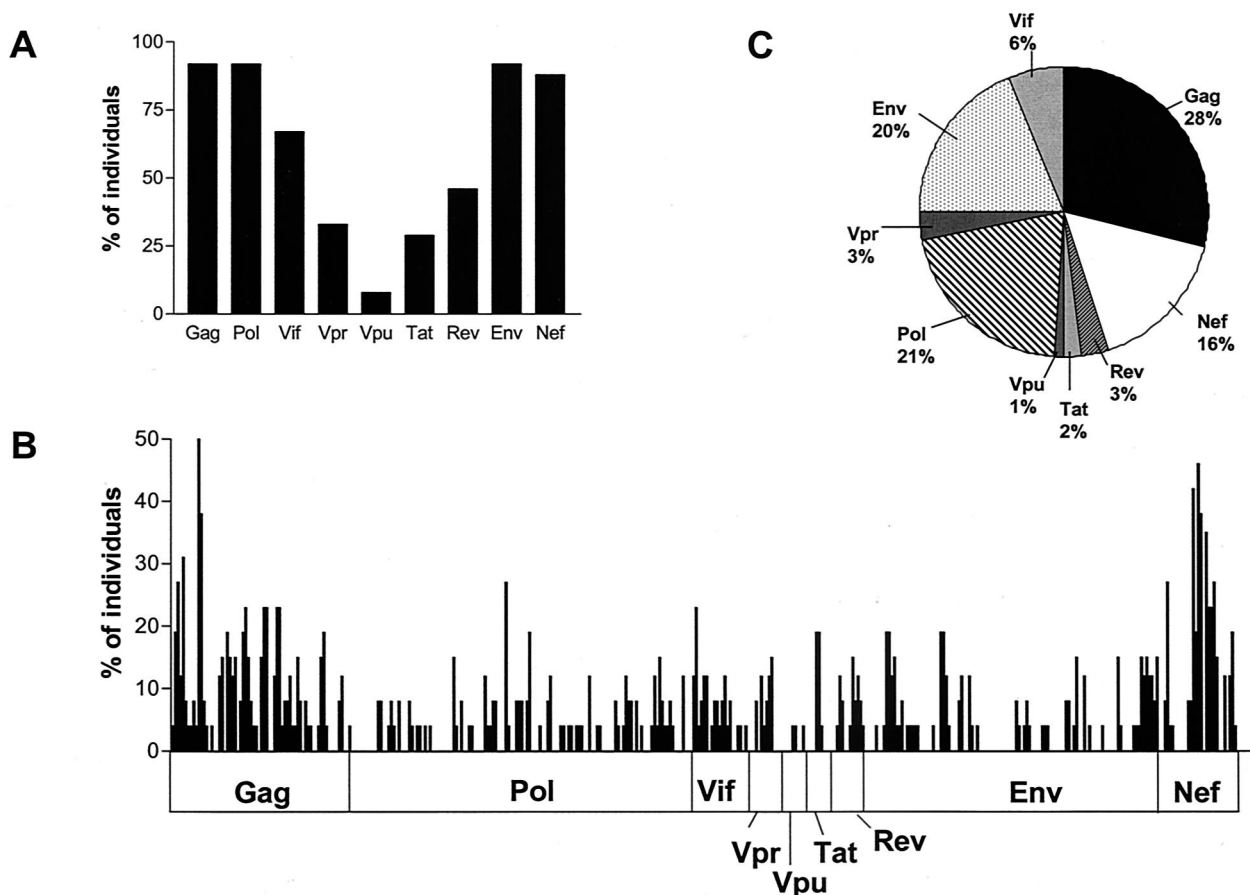 A
% of individuals
100
75
50
25
0
Gag Pol Vif Vpr Vpu Tat Rev Env Nef
C
Vif
6%
Gag
28%
Env
20%
Vpr
3%
Nef
16%
Pol
21%
Rev
3%
Vpu
1%
Tat
2%
B
% of individuals
50
40
30
20
10
0
Gag Pol Vif Env Nef
Vpr Tat Rev
Vpu